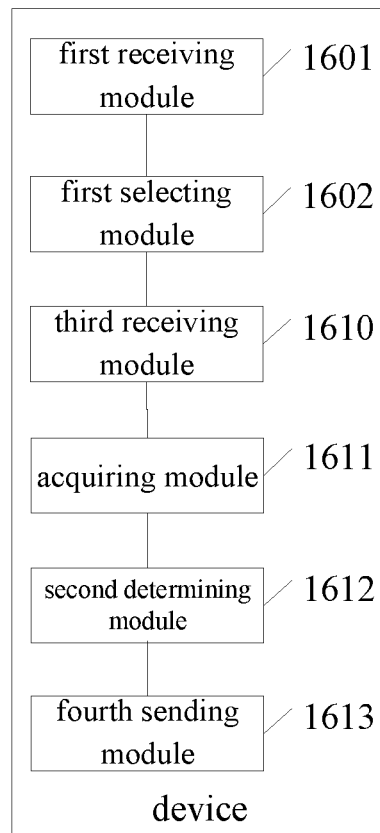 first receiving
module
1601
first selecting
module
1602
third receiving
module
1610
acquiring module
1611
second determining
module
1612
fourth sending
module
1613
device